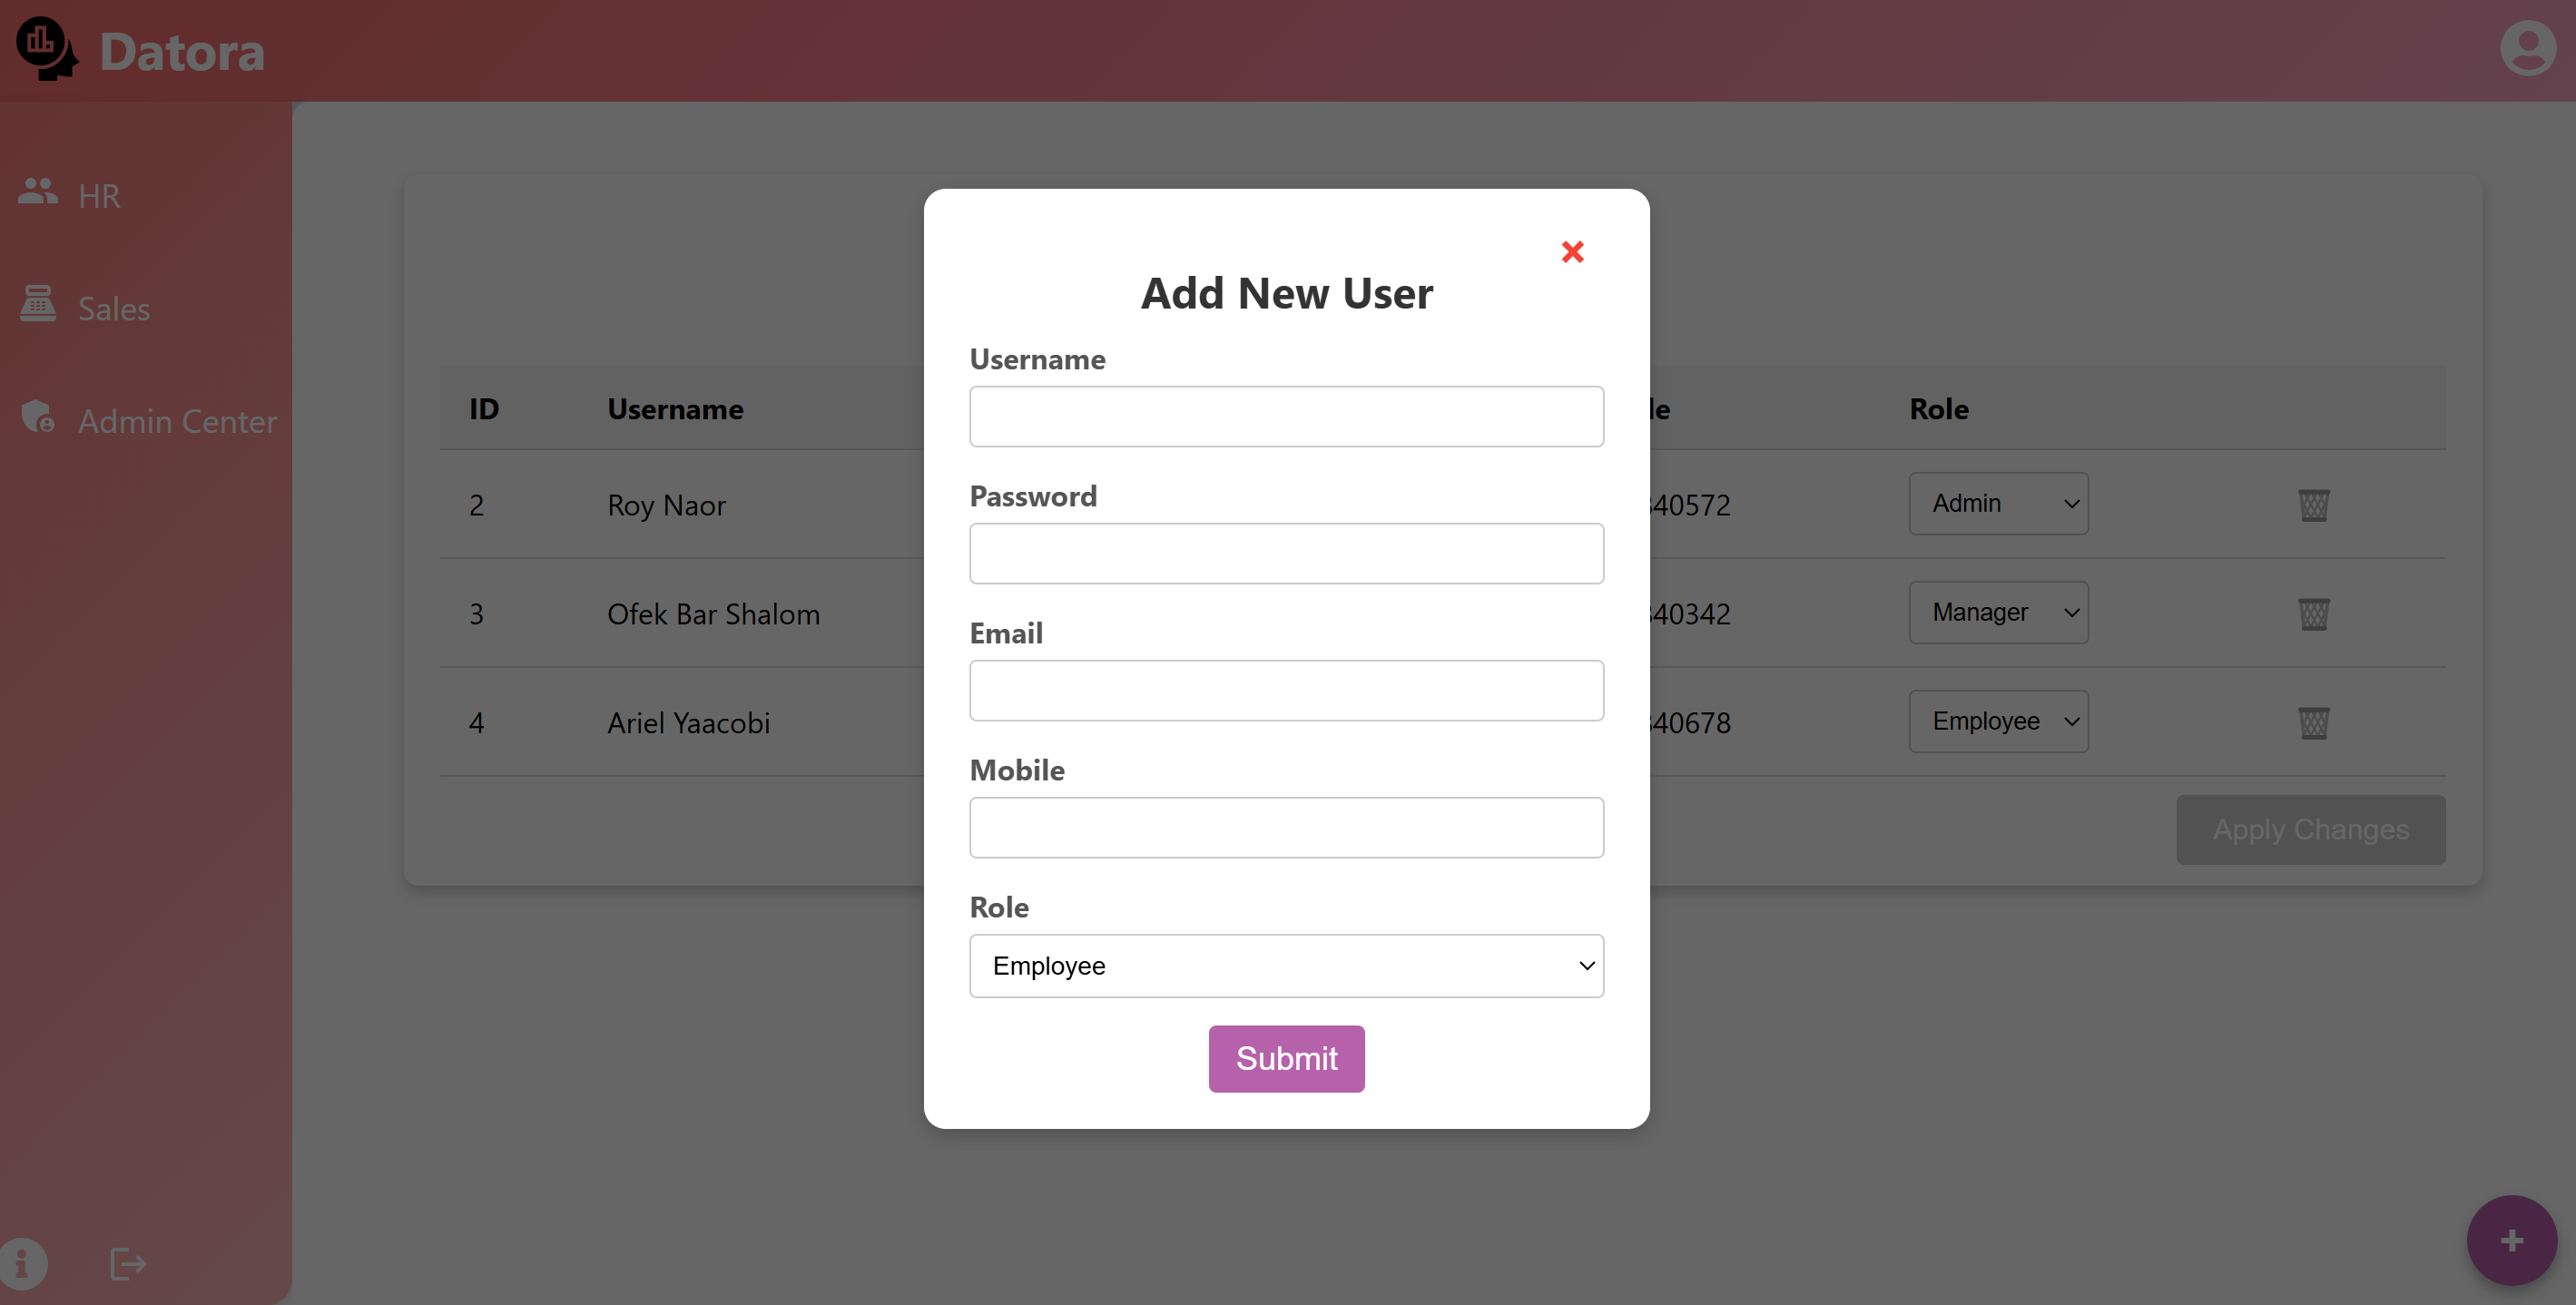 Datora
HR
Sales
Admin Center
Add New User
Username
Password
Email
Mobile
Role
Employee
Submit
ID Username Role
2 Roy Naor 40572 Admin
3 Ofek Bar Shalom 40342 Manager
4 Ariel Yaacobi 40678 Employee
Apply Changes
+